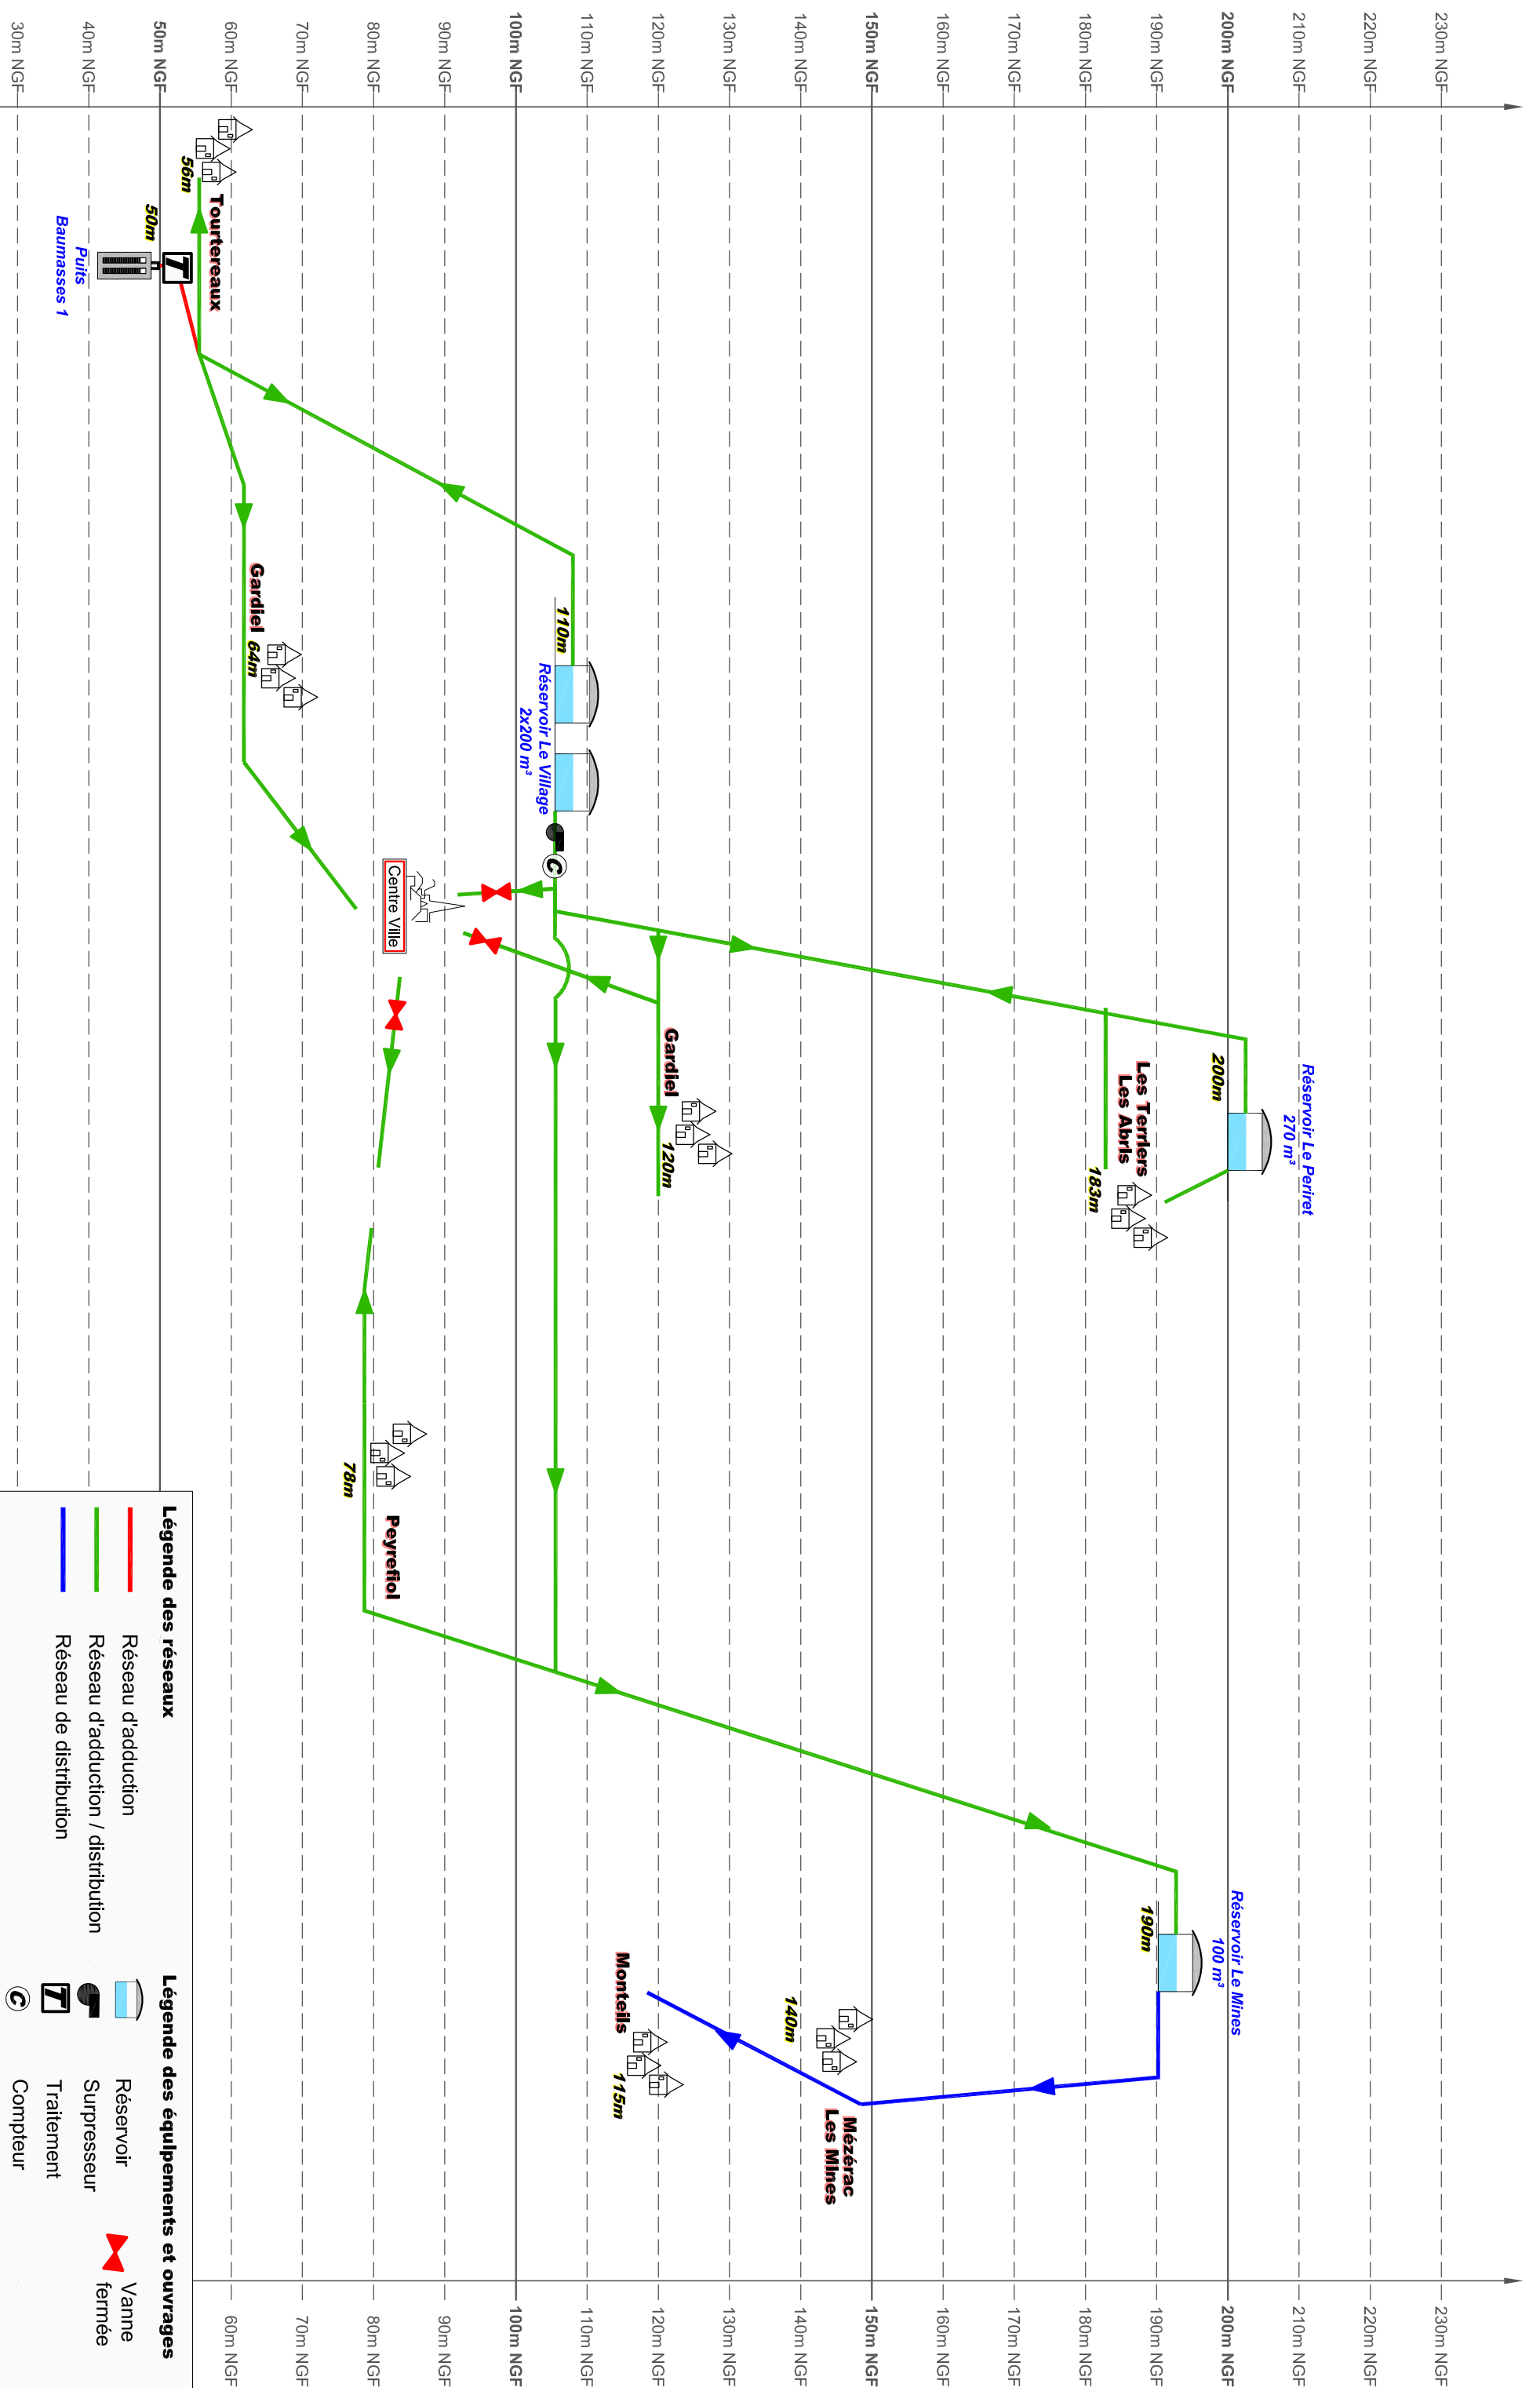 230m NGF
220m NGF
210m NGF
200m NGF
190m NGF
180m NGF
170m NGF
160m NGF
150m NGF
140m NGF
130m NGF
120m NGF
110m NGF
100m NGF
90m NGF
80m NGF
70m NGF
60m NGF
50m NGF
40m NGF
30m NGF
Réservoir Le Periret
270 m³
200m
Les Terriers
Les Abris
183m
Réservoir Le Mines
100 m³
190m
Mézérac
Les Mines
140m
Monteils
115m
Gardiel
120m
110m
Réservoir Le Village
2x200 m³
C
Centre Ville
Peyrefiol
78m
Gardiel
64m
Tourtereaux
56m
T
50m
Puits
Baumasses 1
230m NGF
220m NGF
210m NGF
200m NGF
190m NGF
180m NGF
170m NGF
160m NGF
150m NGF
140m NGF
130m NGF
120m NGF
110m NGF
100m NGF
90m NGF
80m NGF
70m NGF
60m NGF
Légende des réseaux
Réseau d'adduction
Réseau d'adduction / distribution
Réseau de distribution
Légende des équipements et ouvrages
Réservoir
Surpresseur
T Traitement
C Compteur
Vanne
fermée